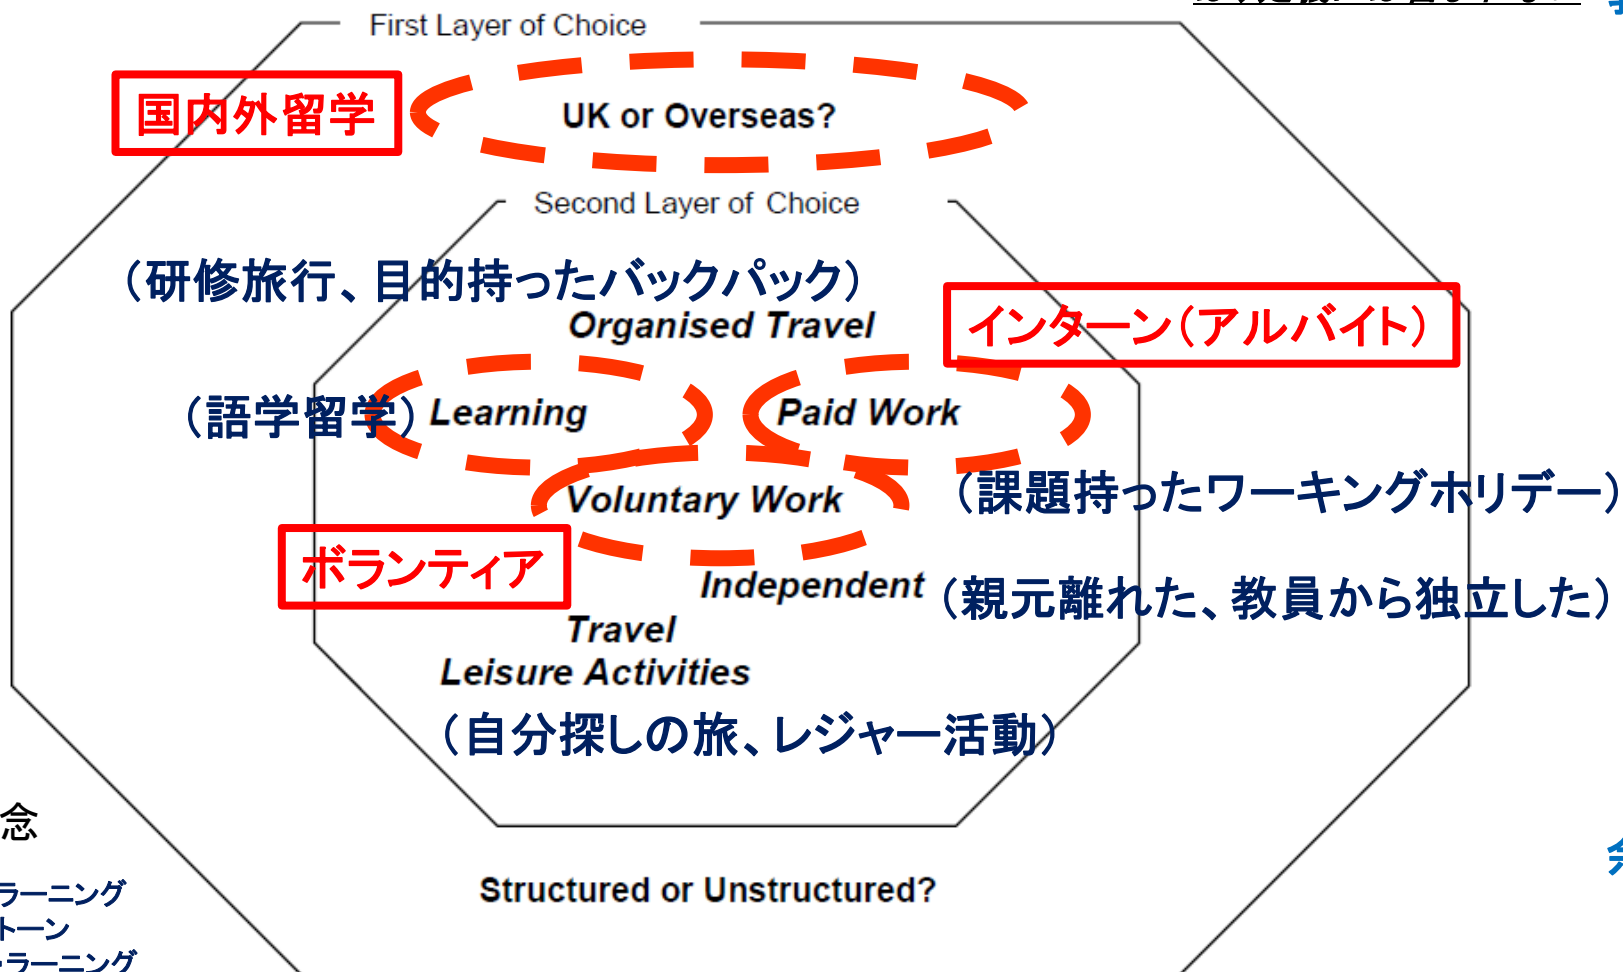 First Layer of Choice
国内外留学
UK or Overseas?
Second Layer of Choice
（研修旅行、目的持ったバックパック）
Organised Travel
インターン（アルバイト）
（語学留学）
Learning
Paid Work
Voluntary Work
（課題持ったワーキングホリデー）
ボランティア
Independent
（親元離れた、教員から独立した）
Travel
Leisure Activities
（自分探しの旅、レジャー活動）
念
Structured or Unstructured?
ラーニング
トーン
ラーニング